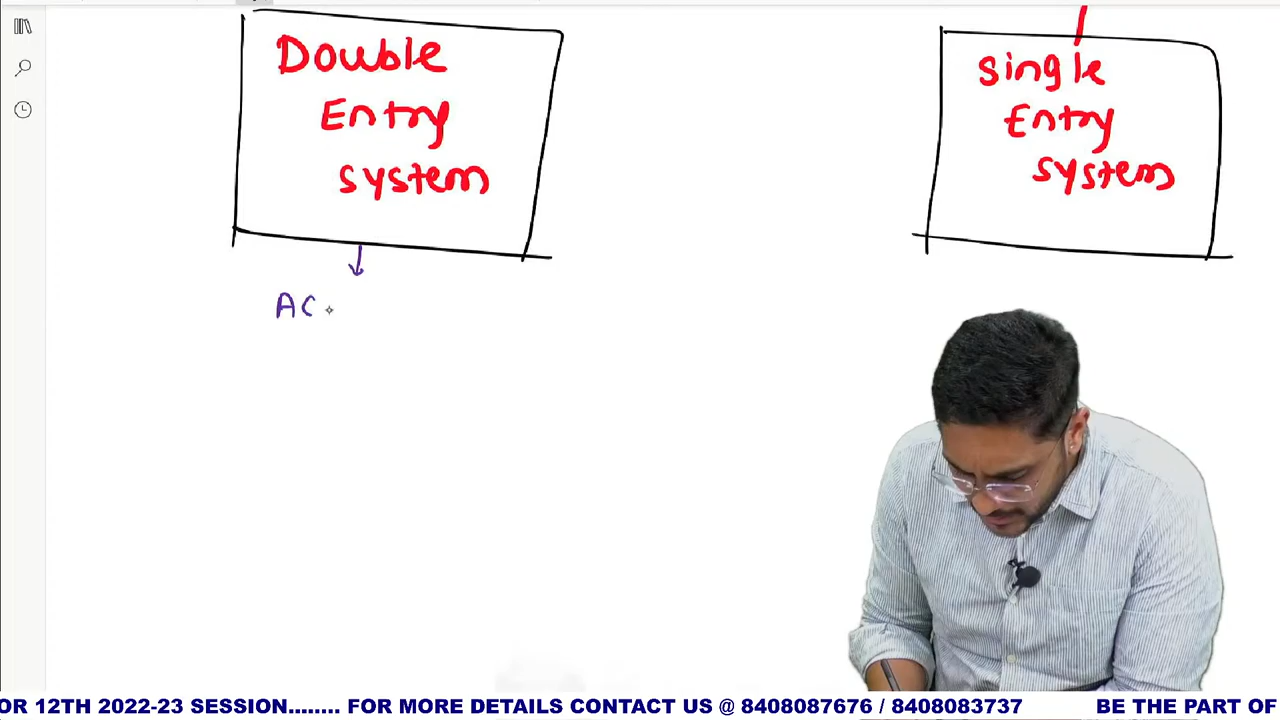 Double
Entry
system
single
Entry
system
AC
OR 12TH 2022-23 SESSION........ FOR MORE DETAILS CONTACT US @ 8408087676 / 8408083737 BE THE PART OF